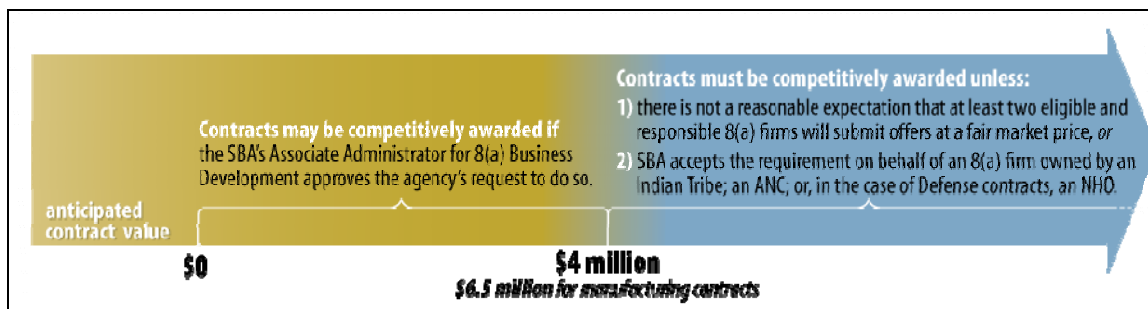 Contracts must be competitively awarded unless:
1) there is not a reasonable expectation that at least two eligible and
responsible 8(a) firms will submit offers at a fair market price, or
2) SBA accepts the requirement on behalf of an 8(a) firm owned by an
Indian Tribe; an ANC; or, in the case of Defense contracts, an NHO.
Contracts may be competitively awarded if
the SBA's Associate Administrator for 8(a) Business
Development approves the agency's request to do so.
anticipated
contract value
$0
$4 million
$6.5 million for manufacturing contracts